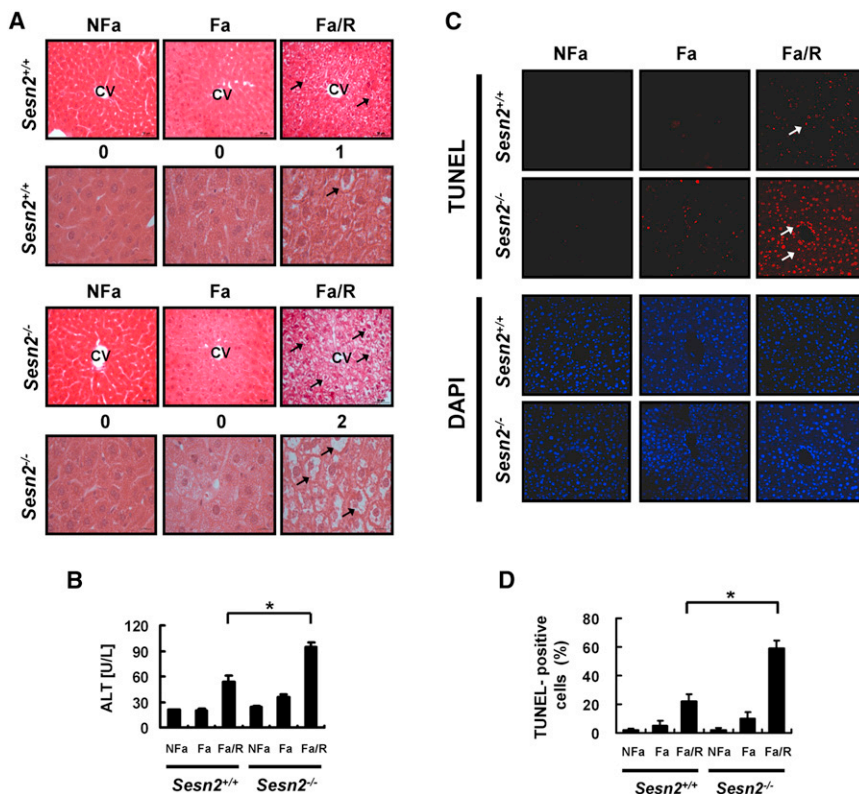 A
NFa Fa Fa/R
Sesn2+/+
CV CV CV
0 0 1
Sesn2+/+
NFa Fa Fa/R
Sesn2-/-
CV CV CV
0 0 2
Sesn2-/-
B
ALT [U/L]
120
90
60
30
0
*
NFa Fa Fa/R NFa Fa Fa/R
Sesn2+/+ Sesn2-/-
C
NFa Fa Fa/R
TUNEL
Sesn2+/+
Sesn2-/-
DAPI
Sesn2+/+
Sesn2-/-
D
TUNEL- positive
cells (%)
80
60
40
20
0
*
NFa Fa Fa/R NFa Fa Fa/R
Sesn2+/+ Sesn2-/-